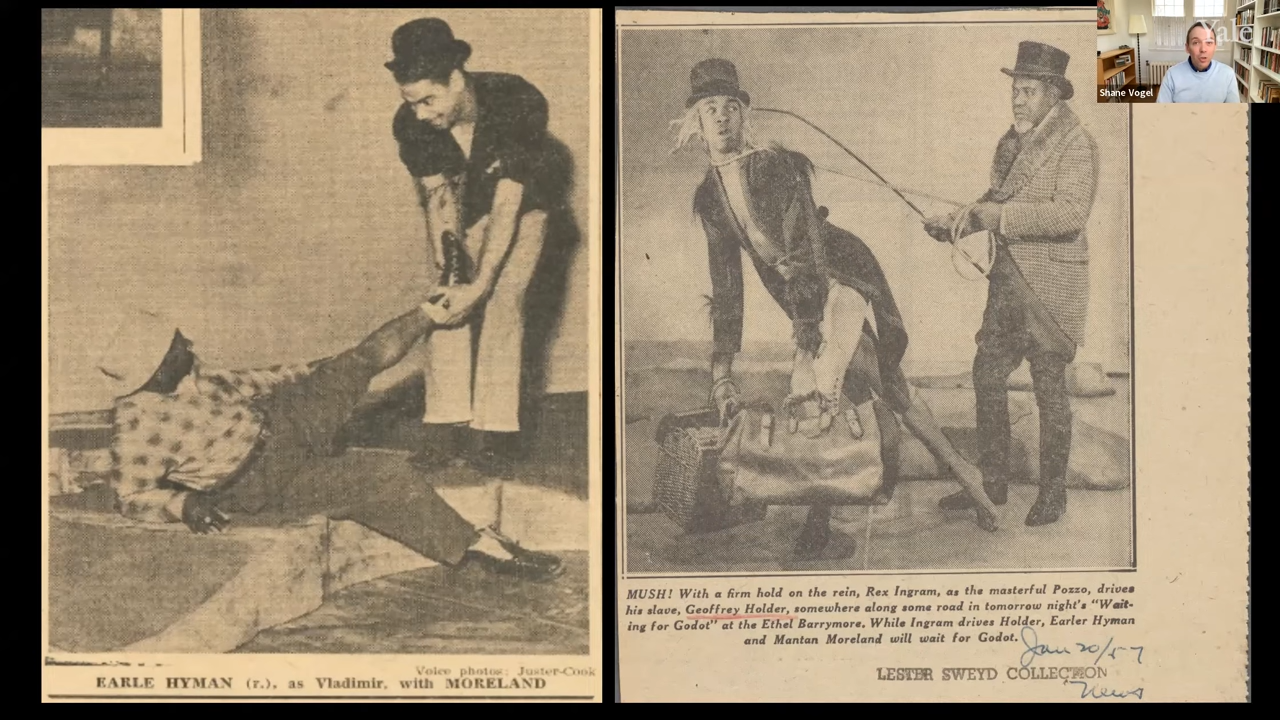 Yale
Shane Vogel
Voice photos: Juster-Cook
EARLE HYMAN (r.), as Vladimir, with MORELAND
MUSH! With a firm hold on the rein, Rex Ingram, as the masterful Pozzo, drives
his slave, Geoffrey Holder, somewhere along some road in tomorrow night's "Wait-
ing for Godot" at the Ethel Barrymore. While Ingram drives Holder, Earler Hyman
and Mantan Moreland will wait for Godot.
Jan 20/57
LESTER SWEYD COLLECTION
News